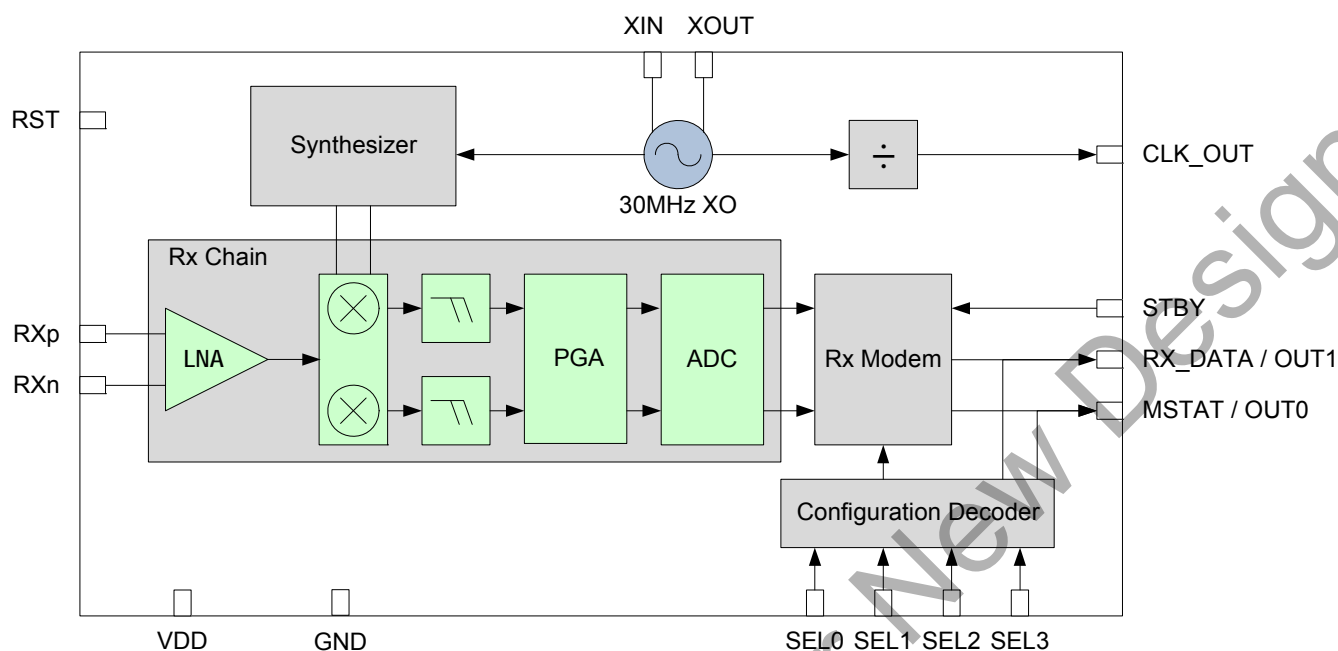 XIN XOUT
RST
Synthesizer
÷
CLK_OUT
30MHz XO
Rx Chain
RXp
RXn
LNA
PGA
ADC
Rx Modem
STBY
RX_DATA / OUT1
MSTAT / OUT0
Configuration Decoder
VDD
GND
SEL0 SEL1 SEL2 SEL3
New Design